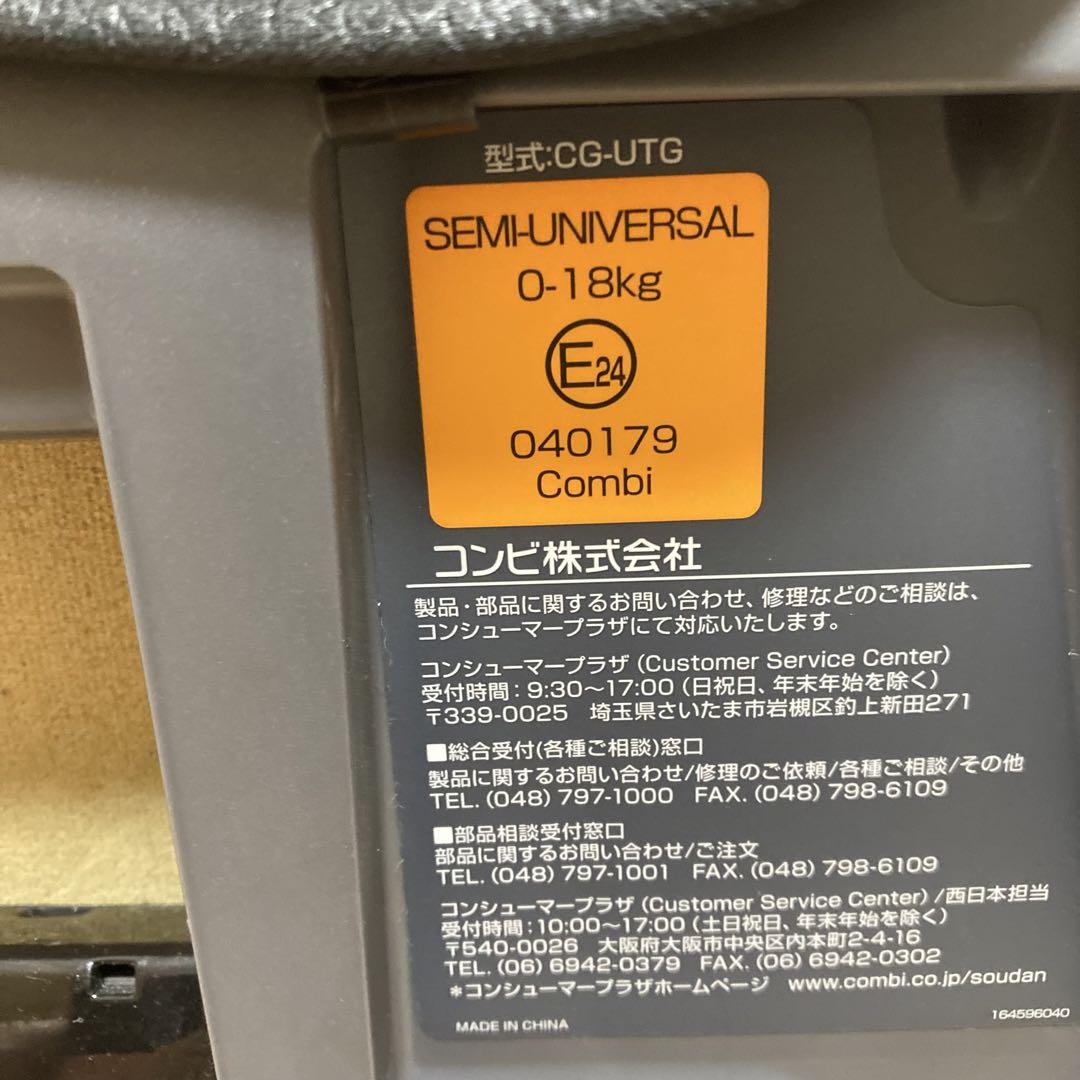 型式:CG-UTG
SEMI-UNIVERSAL
0-18kg
E24
040179
Combi
コンビ株式会社
製品・部品に関するお問い合わせ、修理などのご相談は、
コンシューマープラザにて対応いたします。
コンシューマープラザ (Customer Service Center)
受付時間:9:30~17:00 (日祝日、年末年始を除く)
〒339-0025 埼玉県さいたま市岩槻区釣上新田271
■総合受付(各種ご相談)窓口
製品に関するお問い合わせ/修理のご依頼/各種ご相談/その他
TEL. (048) 797-1000 FAX. (048) 798-6109
■部品相談受付窓口
部品に関するお問い合わせ/ご注文
TEL. (048) 797-1001 FAX. (048) 798-6109
コンシューマープラザ (Customer Service Center) /西日本担当
受付時間:10:00~17:00 (土日祝日、年末年始を除く)
〒540-0026 大阪府大阪市中央区内本町2-4-16
TEL. (06) 6942-0379 FAX. (06) 6942-0302
*コンシューマープラザホームページ www.combi.co.jp/soudan
164596040
MADE IN CHINA